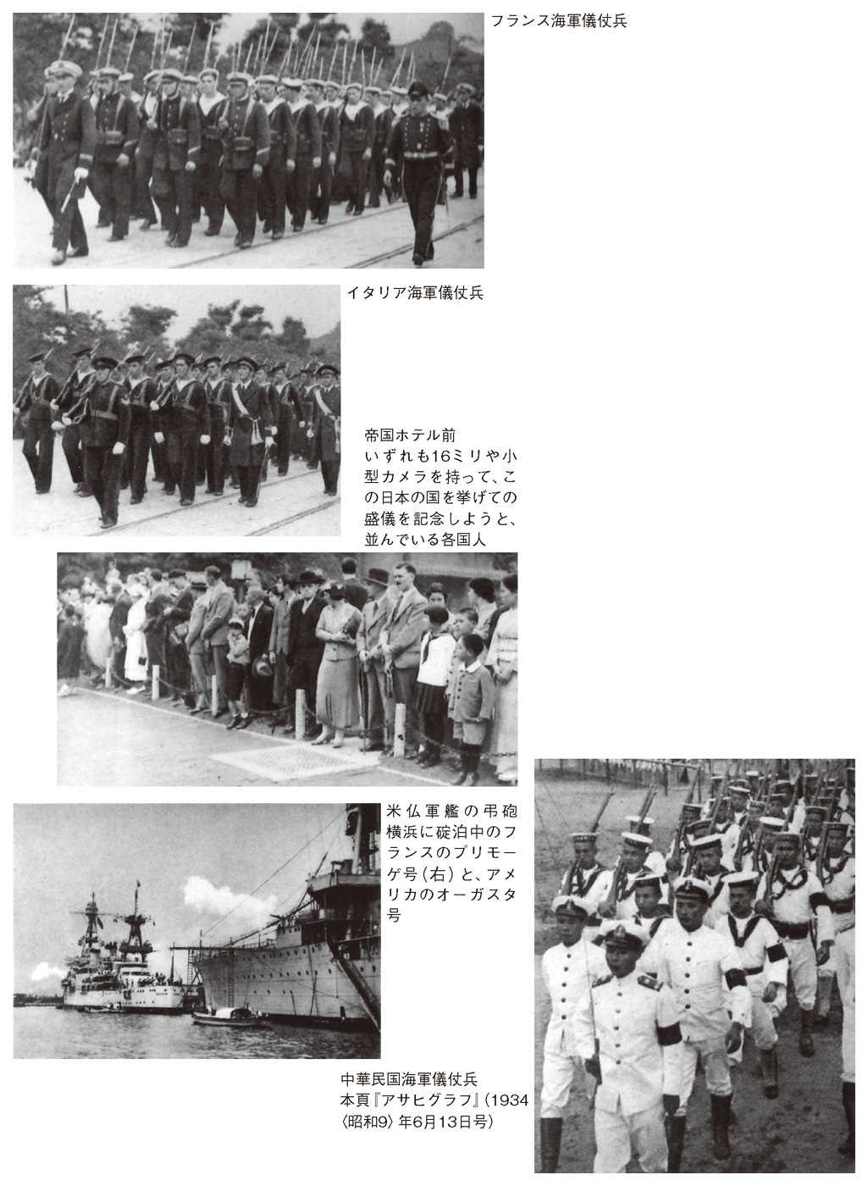 フランス海軍儀仗兵
イタリア海軍儀仗兵
帝国ホテル前
いずれも16ミリや小
型カメラを持って、こ
の日本の国を挙げての
盛儀を記念しようと、
並んでいる各国人
米仏軍艦の弔砲
横浜に碇泊中のフ
ランスのプリモー
ゲ号（右）と、アメ
リカのオーガスタ
号
中華民国海軍儀仗兵
本頁『アサヒグラフ』（1934
〈昭和9〉年6月13日号）